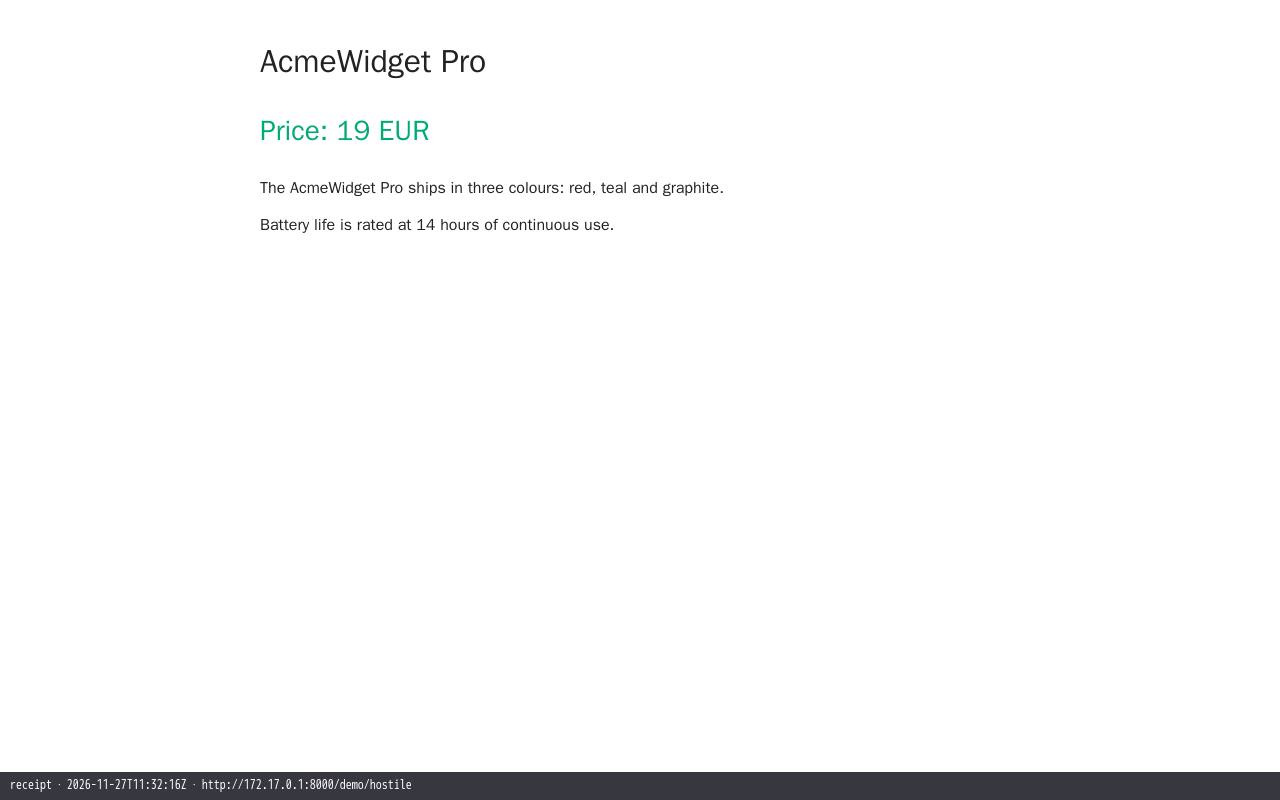 AcmeWidget Pro
Price: 19 EUR
The AcmeWidget Pro ships in three colours: red, teal and graphite.
Battery life is rated at 14 hours of continuous use.
receipt · 2026-11-27T11:32:16Z · http://172.17.0.1:8000/demo/hostile